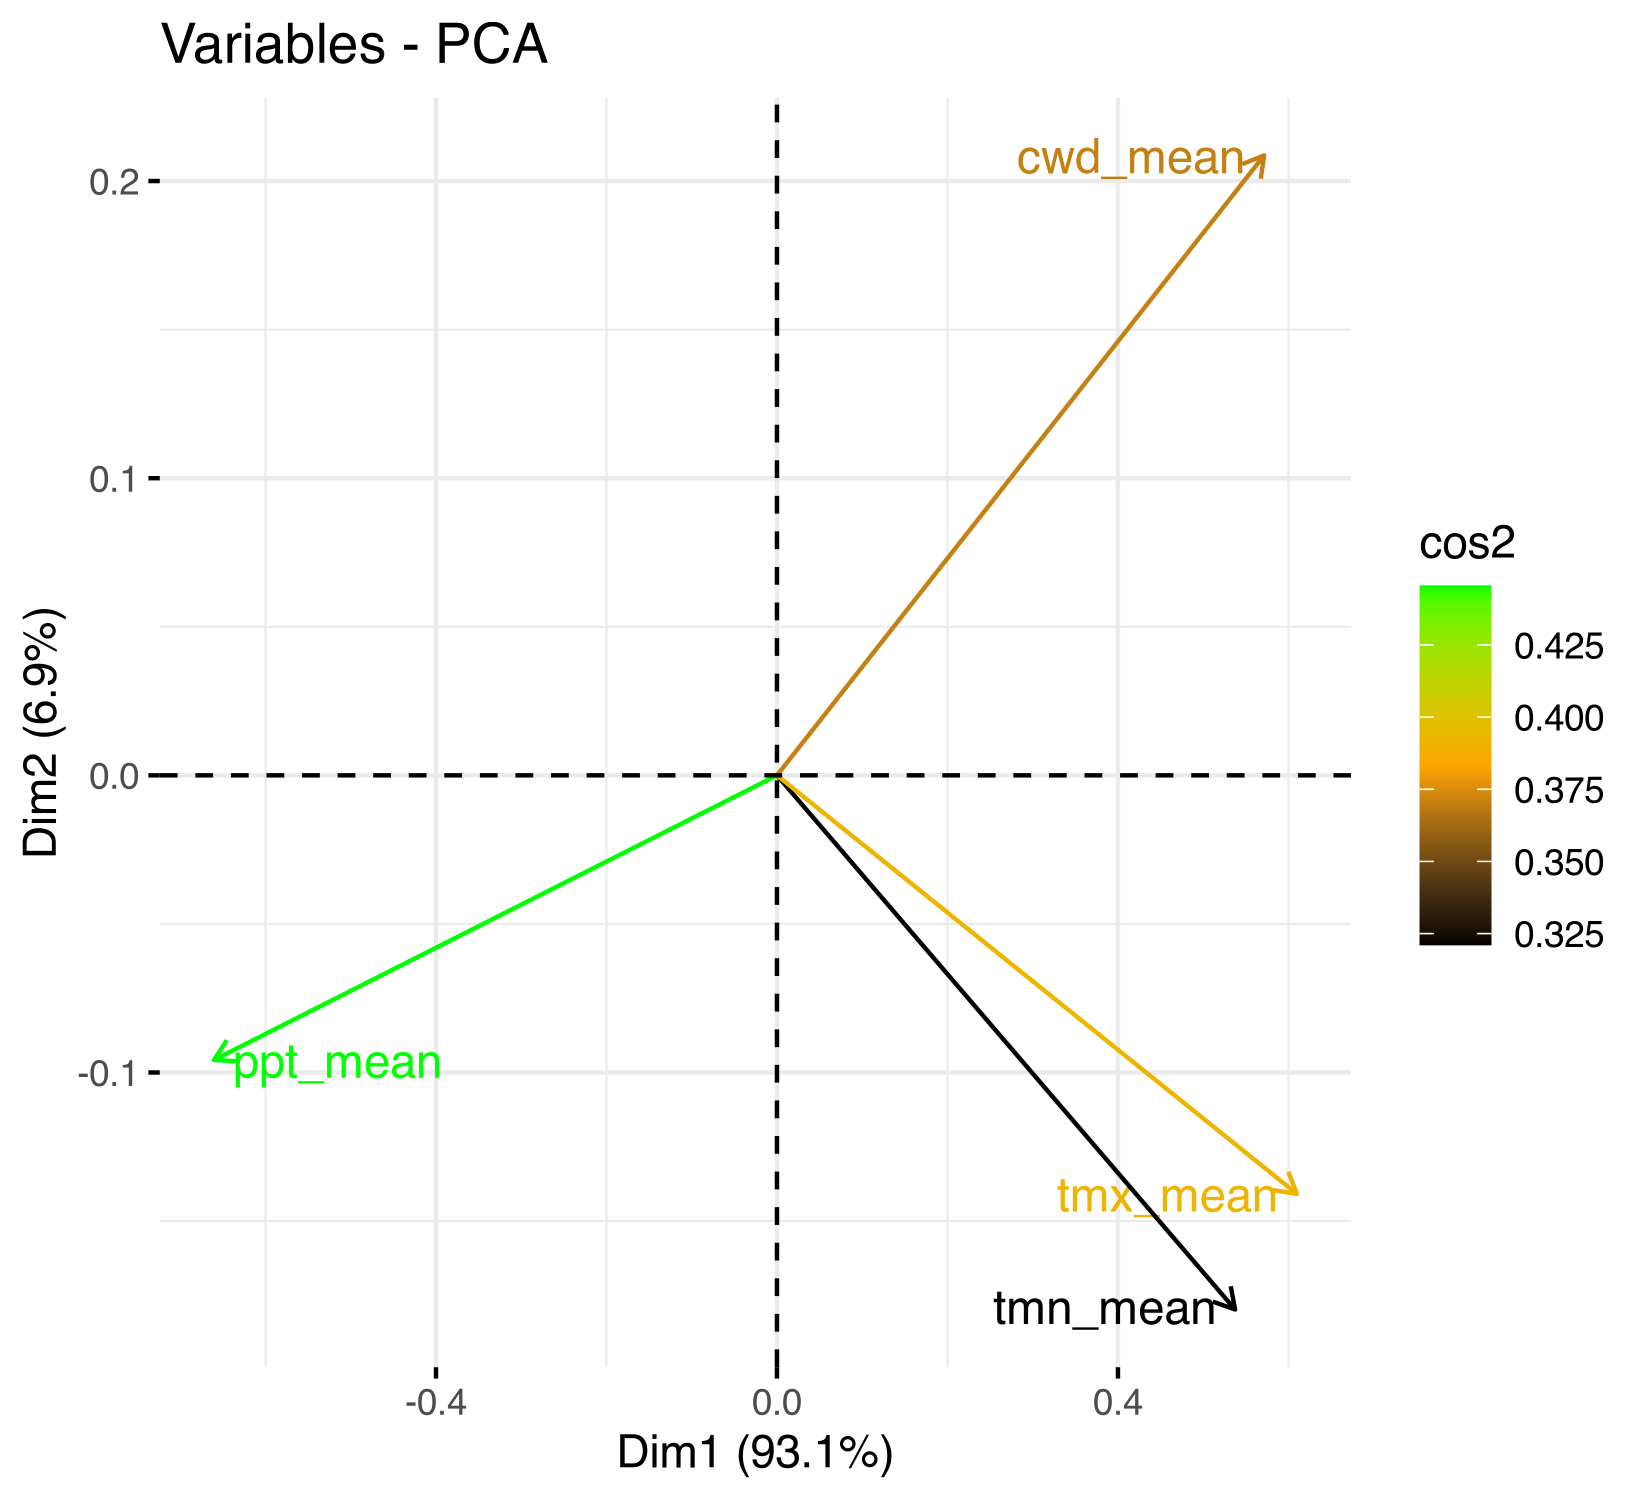 Variables - PCA
cwd_mean
0.2
0.1
0.0
-0.1
Dim2 (6.9%)
ppt_mean
tmx_mean
tmn_mean
-0.4
0.0
0.4
Dim1 (93.1%)
cos2
0.425
0.400
0.375
0.350
0.325